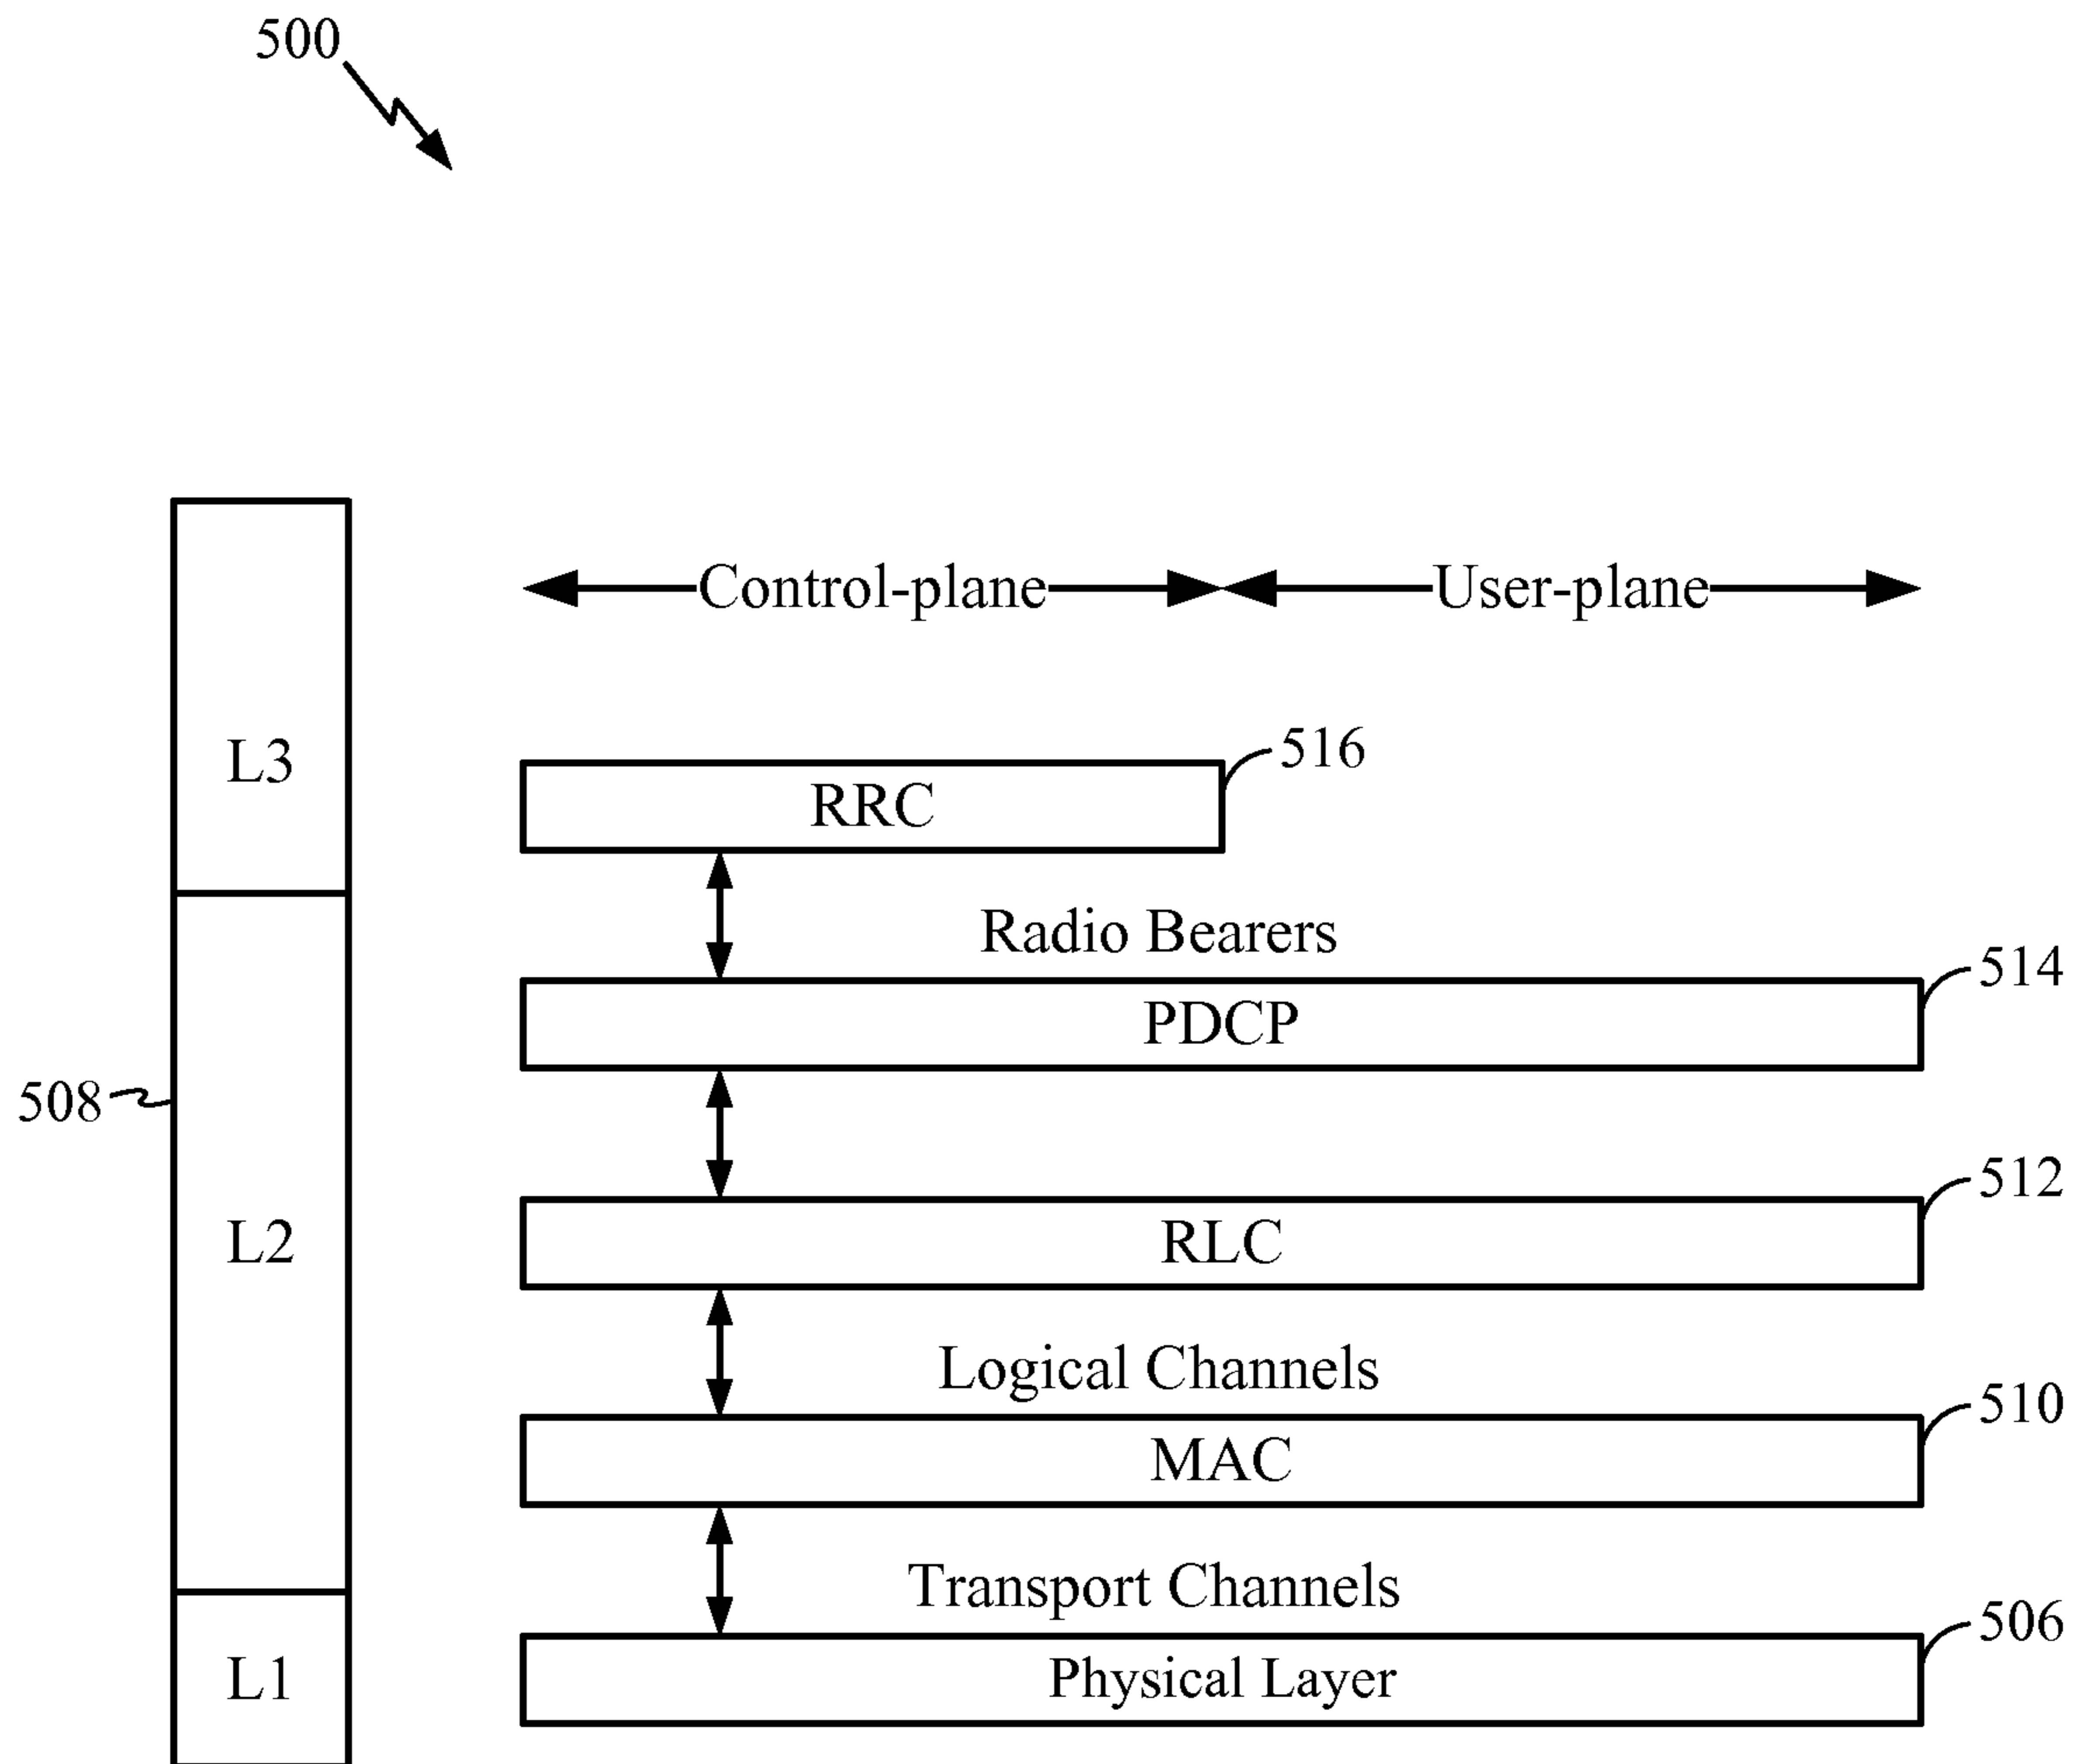 500
Control-plane
User-plane
L3
516
RRC
Radio Bearers
514
PDCP
508
512
L2
RLC
Logical Channels
510
MAC
Transport Channels
506
L1
Physical Layer